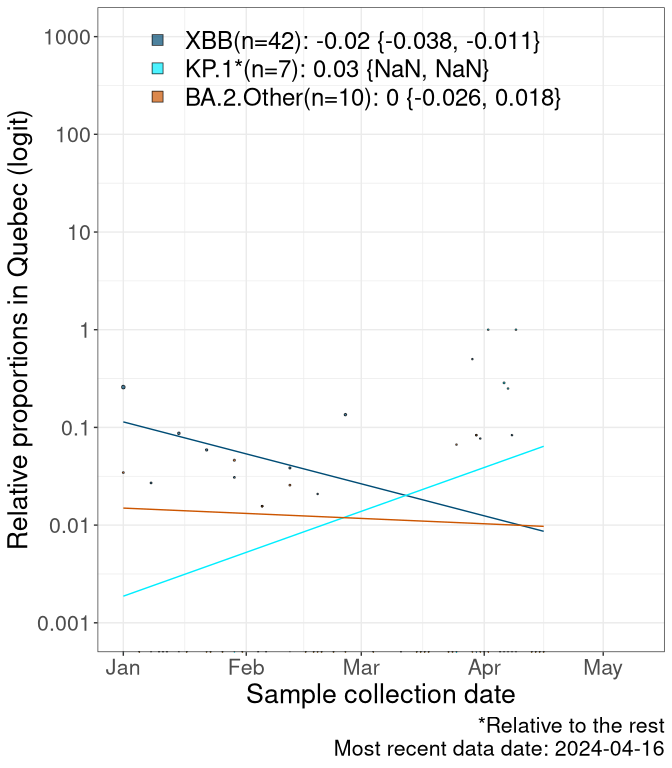 XBB(n=42): -0.02 {-0.038, -0.011}
KP.1*(n=7): 0.03 {NaN, NaN}
BA.2.Other(n=10): 0 {-0.026, 0.018}
Relative proportions in Quebec (logit)
1000
100
10
1
0.1
0.01
0.001
Jan Feb Mar Apr May
Sample collection date
*Relative to the rest
Most recent data date: 2024-04-16